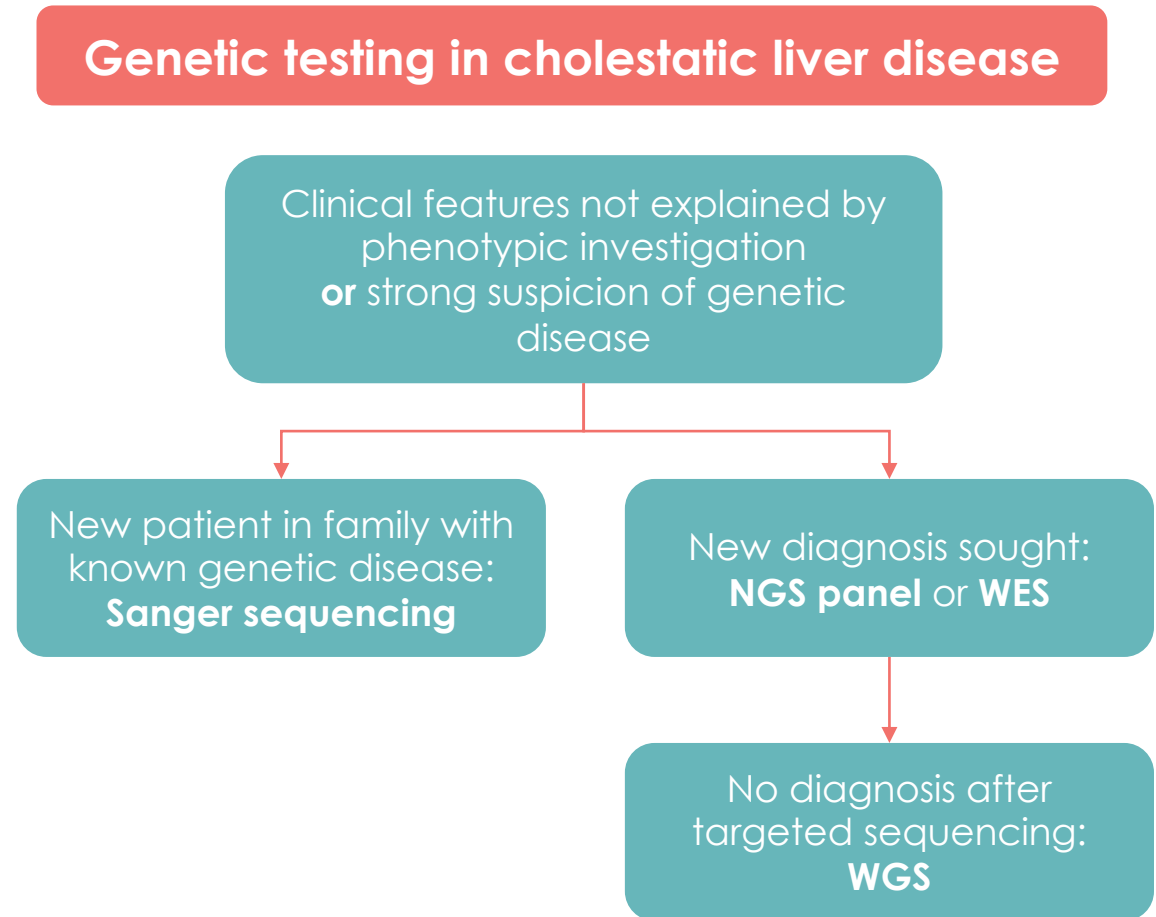 Genetic testing in cholestatic liver disease
Clinical features not explained by
phenotypic investigation
or strong suspicion of genetic
disease
New patient in family with
known genetic disease:
Sanger sequencing
New diagnosis sought:
NGS panel or WES
No diagnosis after
targeted sequencing:
WGS